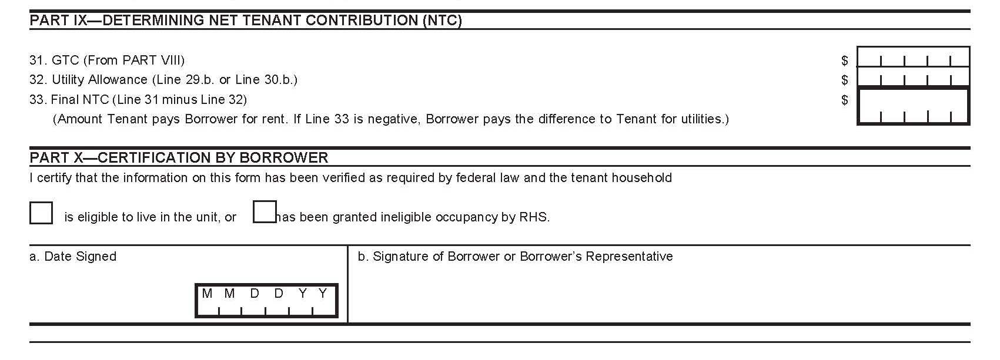 PART IX—DETERMINING NET TENANT CONTRIBUTION (NTC)
31. GTC (From PART VIII) $
32. Utility Allowance (Line 29.b. or Line 30.b.) $
33. Final NTC (Line 31 minus Line 32) $
(Amount Tenant pays Borrower for rent. If Line 33 is negative, Borrower pays the difference to Tenant for utilities.)
PART X—CERTIFICATION BY BORROWER
I certify that the information on this form has been verified as required by federal law and the tenant household
is eligible to live in the unit, or has been granted ineligible occupancy by RHS.
a. Date Signed
b. Signature of Borrower or Borrower’s Representative
M M D D Y Y